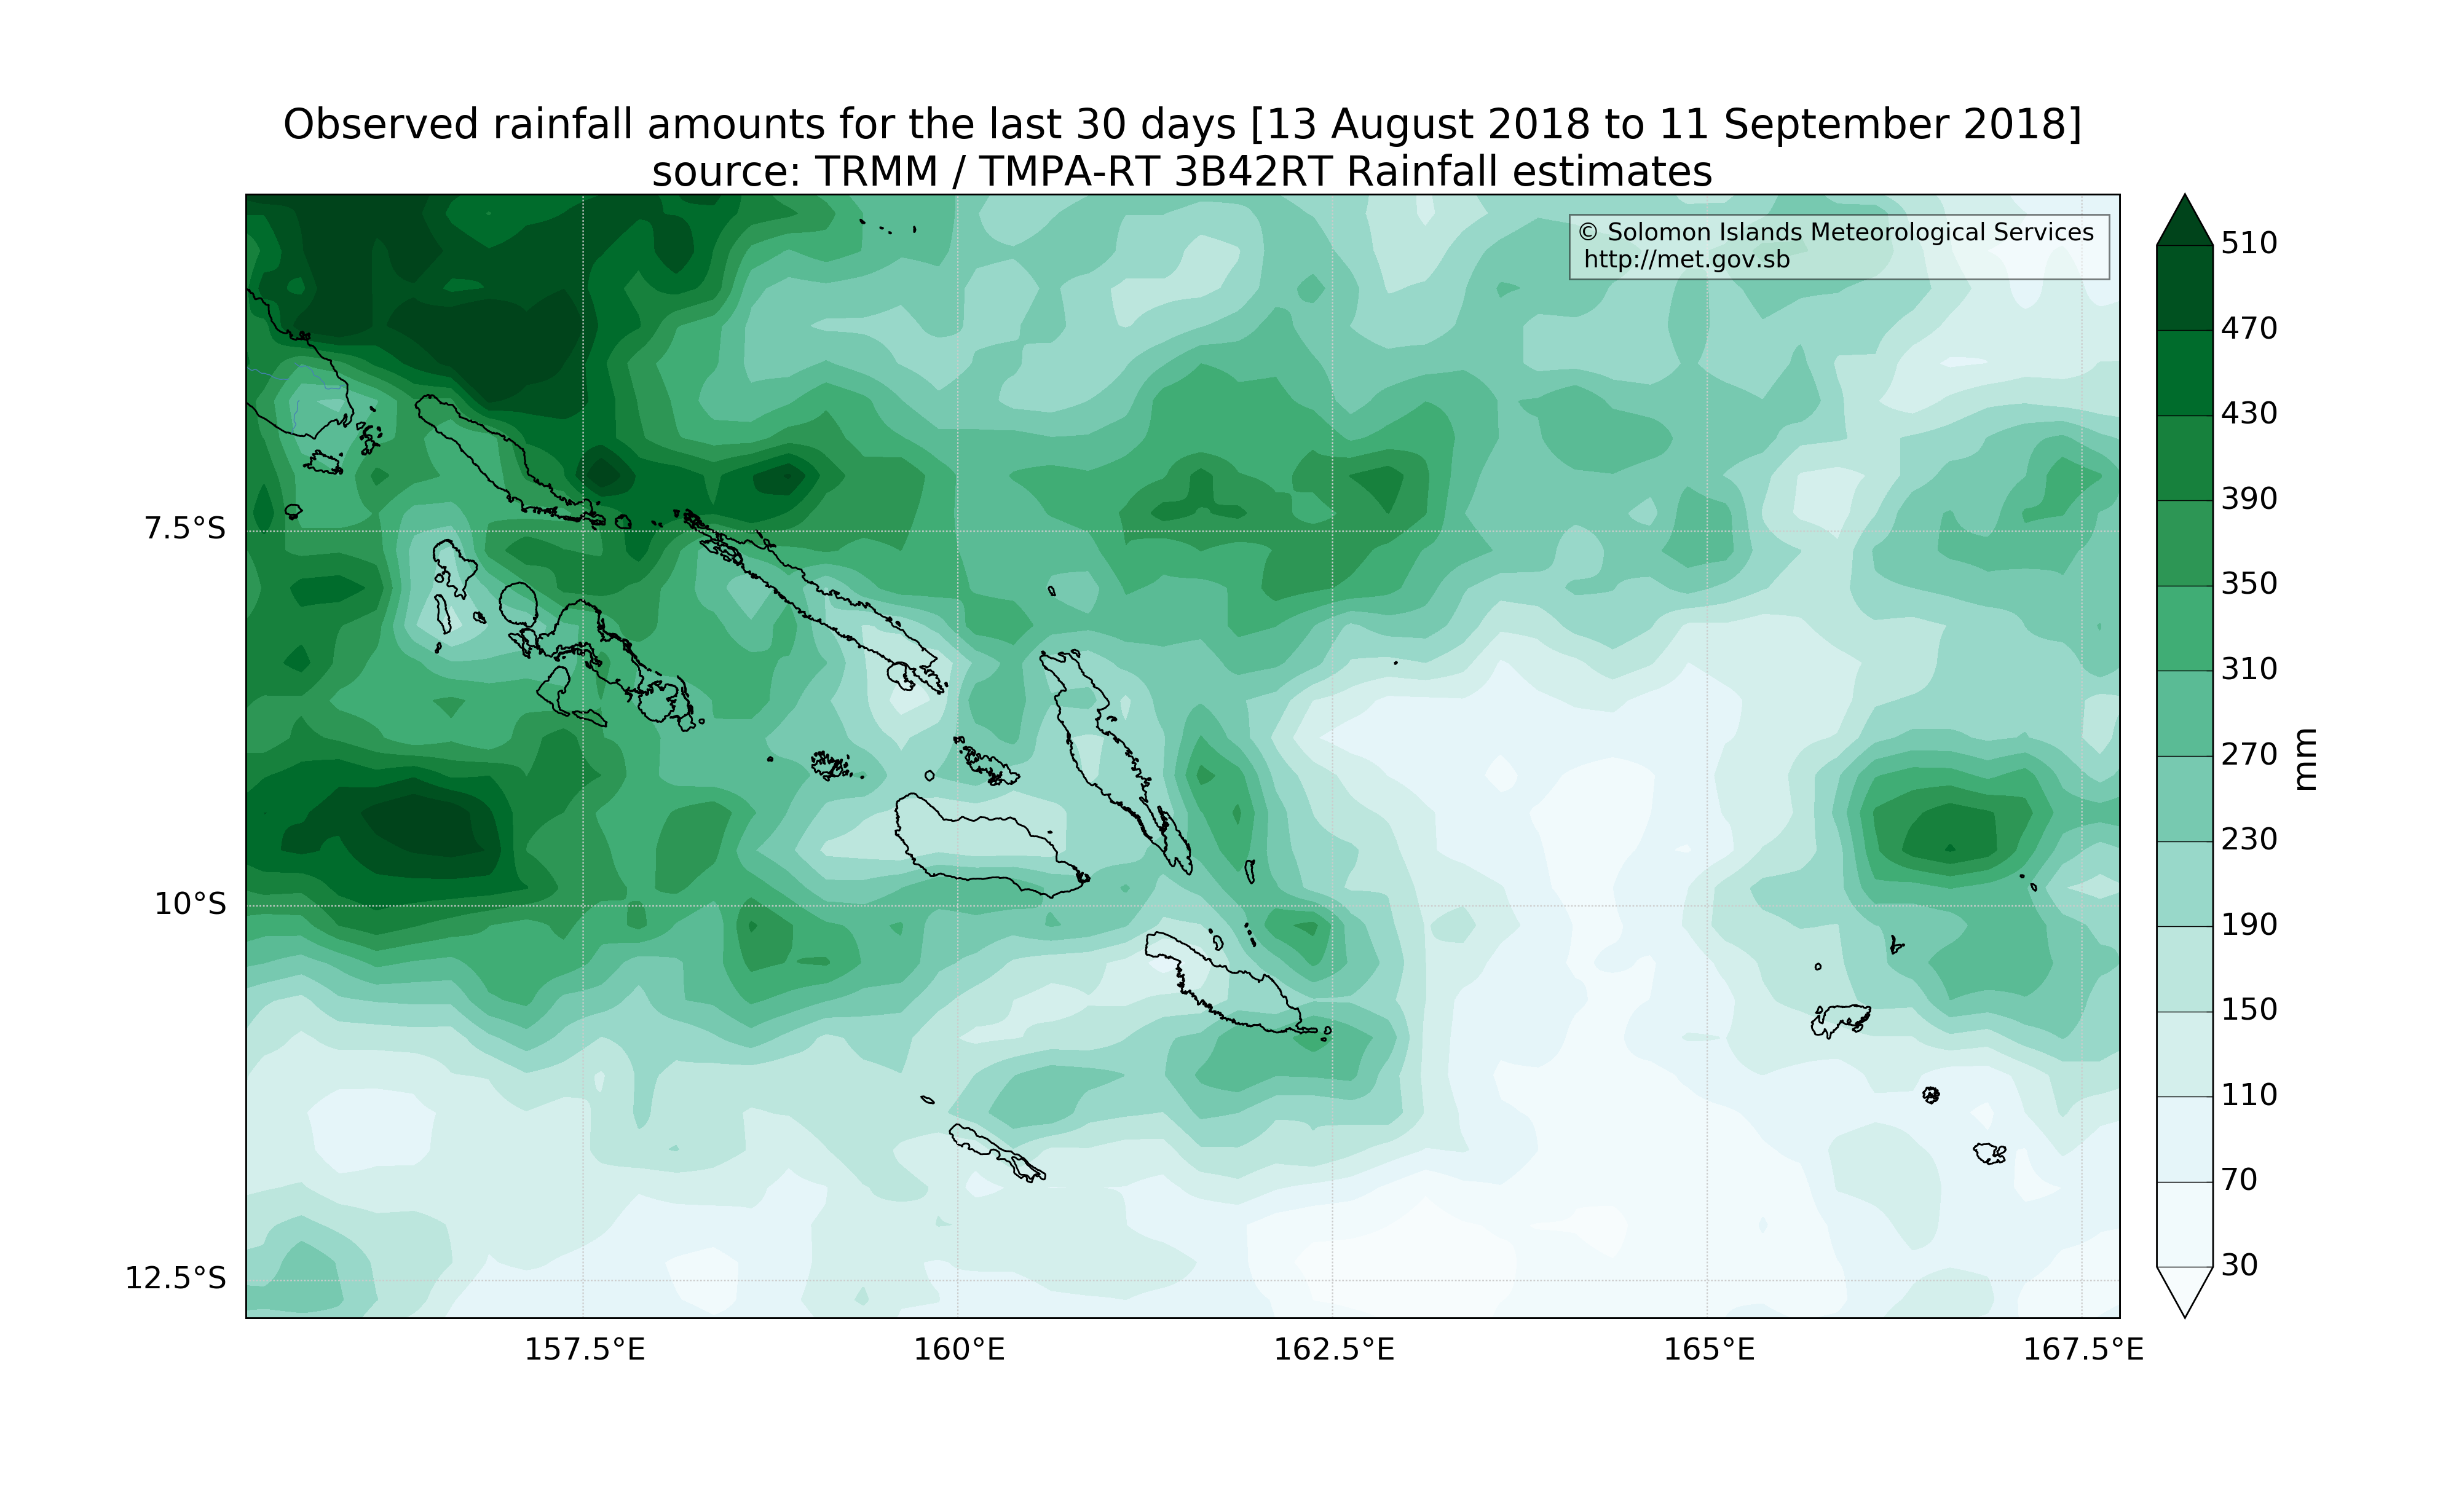 Observed rainfall amounts for the last 30 days [13 August 2018 to 11 September 2018]
source: TRMM / TMPA-RT 3B42RT Rainfall estimates
© Solomon Islands Meteorological Services
http://met.gov.sb
7.5°S
10°S
12.5°S
157.5°E
160°E
162.5°E
165°E
167.5°E
510
470
430
390
350
310
270
230
190
150
110
70
30
mm